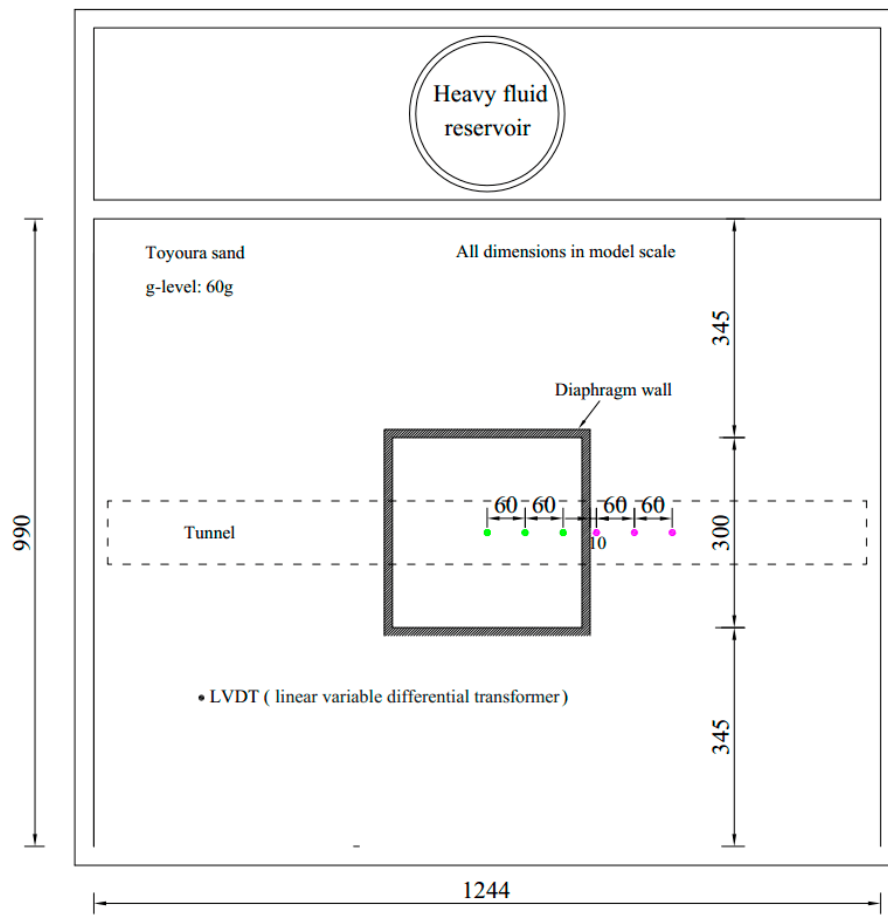 Heavy fluid
reservoir
Toyoura sand
All dimensions in model scale
g-level: 60g
345
Diaphragm wall
60 60 60 60
10
Tunnel
990
300
• LVDT ( linear variable differential transformer )
345
1244